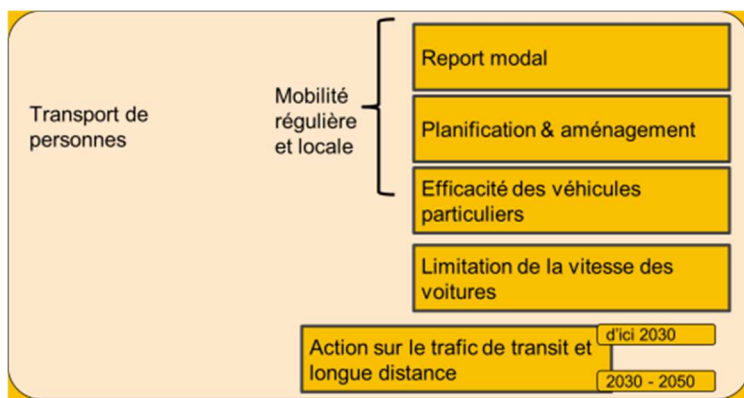 Transport de
personnes
Mobilité
régulière
et locale
Report modal
Planification & aménagement
Efficacité des véhicules
particuliers
Limitation de la vitesse des
voitures
Action sur le trafic de transit et
longue distance
d'ici 2030
2030 - 2050